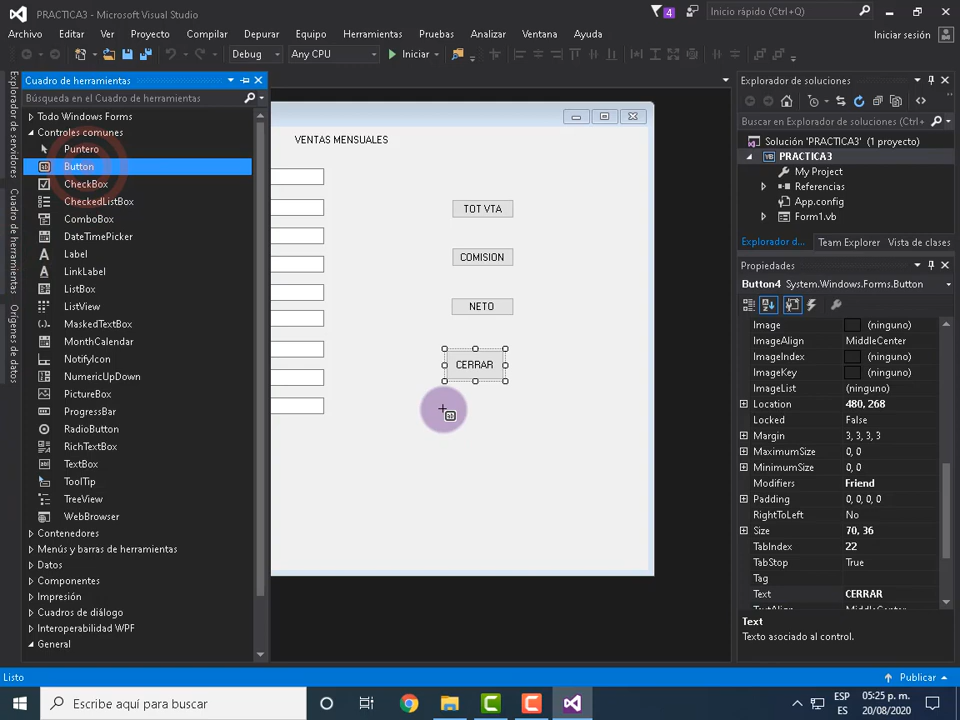 PRACTICA3 - Microsoft Visual Studio
4
Inicio rápido (Ctrl+Q)
Archivo Editar Ver Proyecto Compilar Depurar Equipo Herramientas Pruebas Analizar Ventana Ayuda
Iniciar sesión
Debug Any CPU Iniciar
Explorador de servidores
Cuadro de herramientas
Orígenes de datos
Cuadro de herramientas
Búsqueda en el Cuadro de herramientas
Todo Windows Forms
Controles comunes
Puntero
Button
CheckBox
CheckedListBox
ComboBox
DateTimePicker
Label
LinkLabel
ListBox
ListView
MaskedTextBox
MonthCalendar
NotifyIcon
NumericUpDown
PictureBox
ProgressBar
RadioButton
RichTextBox
TextBox
ToolTip
TreeView
WebBrowser
Contenedores
Menús y barras de herramientas
Datos
Componentes
Impresión
Cuadros de diálogo
Interoperabilidad WPF
General
VENTAS MENSUALES
TOT VTA
COMISION
NETO
CERRAR
Explorador de soluciones
Buscar en Explorador de soluciones (Ctrl+
Solución 'PRACTICA3' (1 proyecto)
PRACTICA3
My Project
Referencias
App.config
Form1.vb
Explorador d... Team Explorer Vista de clases
Propiedades
Button4 System.Windows.Forms.Button
Image (ninguno)
ImageAlign MiddleCenter
ImageIndex (ninguno)
ImageKey (ninguno)
ImageList (ninguno)
Location 480, 268
Locked False
Margin 3, 3, 3, 3
MaximumSize 0, 0
MinimumSize 0, 0
Modifiers Friend
Padding 0, 0, 0, 0
RightToLeft No
Size 70, 36
TabIndex 22
TabStop True
Tag
Text CERRAR
TextAlign MiddleCenter
Text
Texto asociado al control.
Listo
Publicar
Escribe aquí para buscar
ESP 05:25 p. m.
ES 20/08/2020